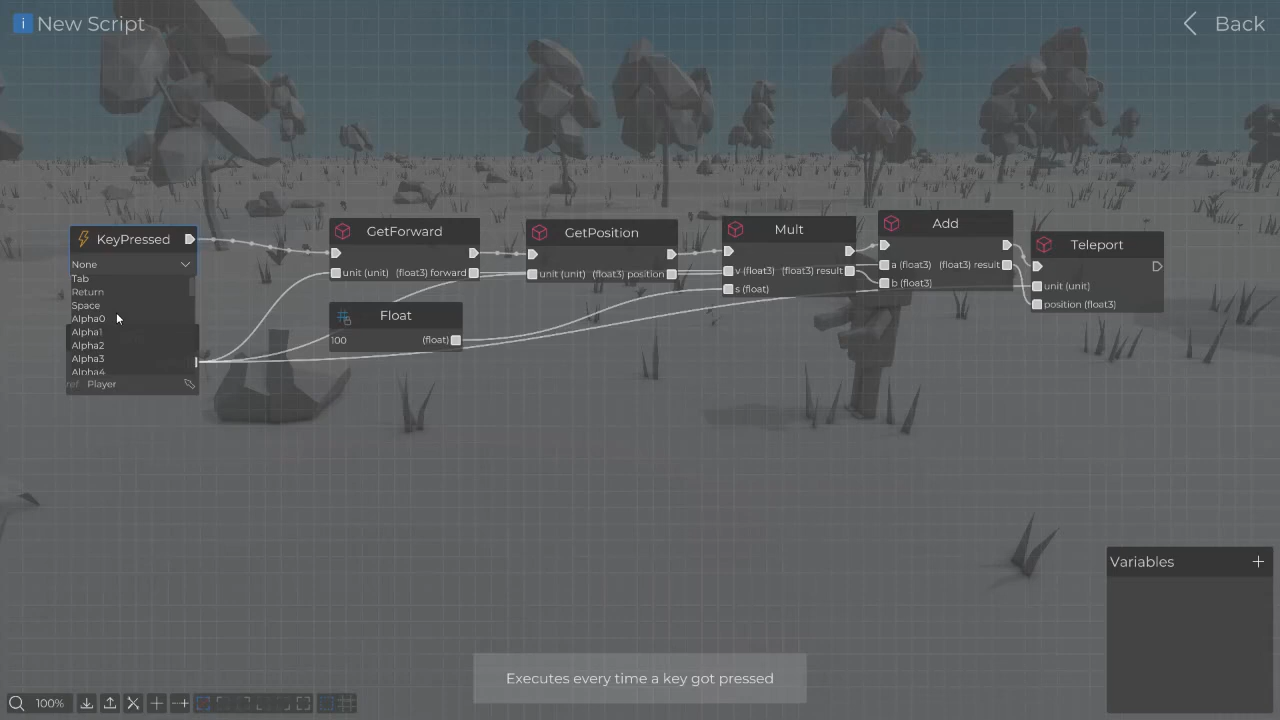 i New Script
Back
KeyPressed
None
Tab
Return
Space
Alpha0
Alpha1
Alpha2
Alpha3
Alpha4
ref Player
GetForward
unit (unit) (float3) forward
Float
100 (float)
GetPosition
unit (unit) (float3) position
Mult
v (float3) (float3) result
s (float)
Add
a (float3) (float3) result
b (float3)
Teleport
unit (unit)
position (float3)
Variables +
Executes every time a key got pressed
100%